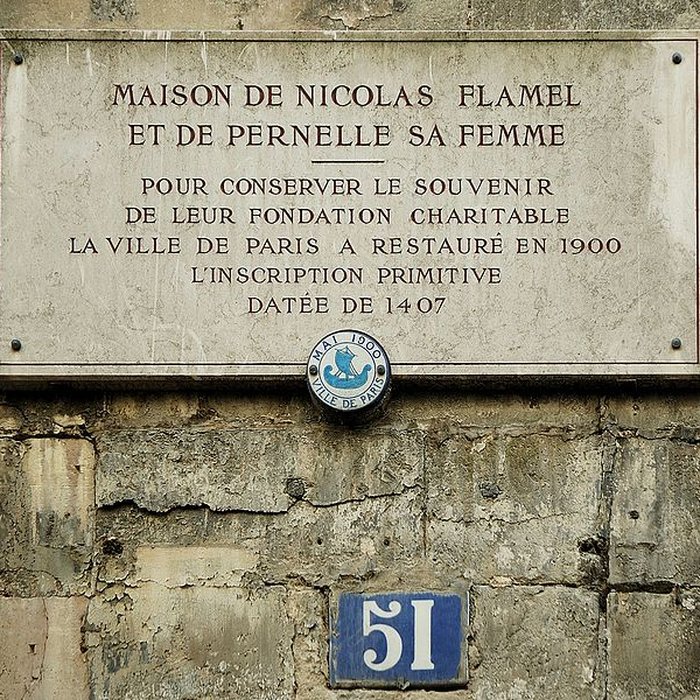 MAISON DE NICOLAS FLAMEL
ET DE PERNELLE SA FEMME
POUR CONSERVER LE SOUVENIR
DE LEUR FONDATION CHARITABLE
LA VILLE DE PARIS A RESTAURÉ EN 1900
L'INSCRIPTION PRIMITIVE
DATÉE DE 1407
MAI 1900
VILLE DE PARIS
51